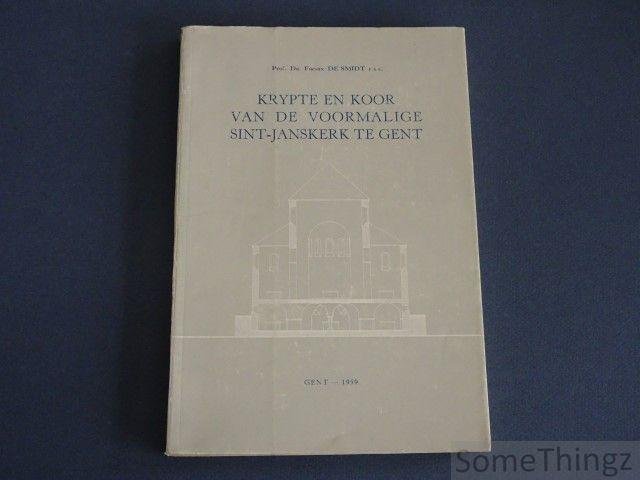 Prof. Dr. Firmin DE SMIDT F.S.C.
KRYPTE EN KOOR
VAN DE VOORMALIGE
SINT-JANSKERK TE GENT
GENT — 1959
SomeThingz